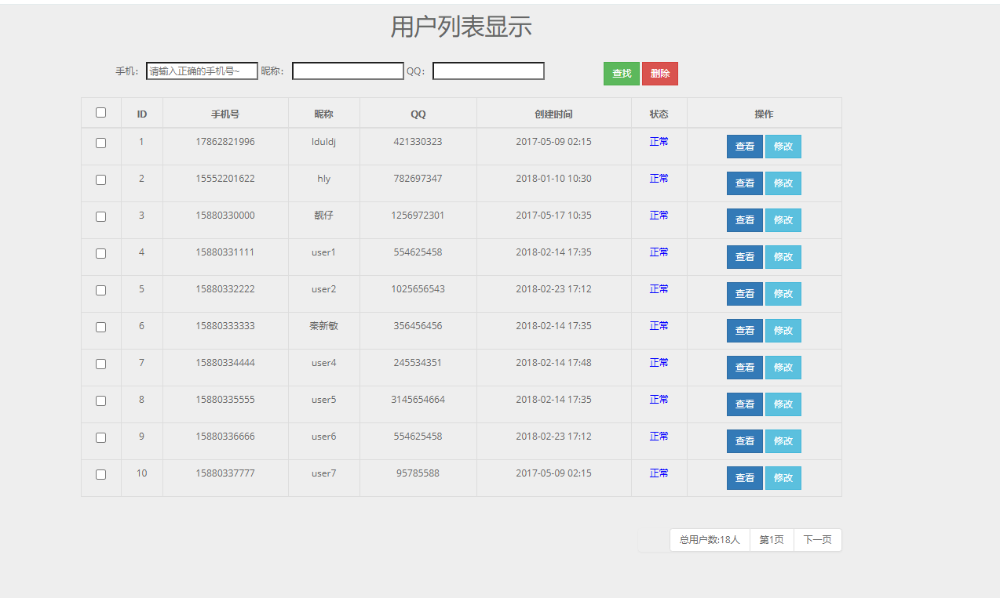 用户列表显示
手机: 请输入正确的手机号~ 昵称: QQ: 查找 删除
ID 手机号 昵称 QQ 创建时间 状态 操作
1 17862821996 lduldj 421330323 2017-05-09 02:15 正常 查看 修改
2 15552201622 hly 782697347 2018-01-10 10:30 正常 查看 修改
3 15880330000 靓仔 1256972301 2017-05-17 10:35 正常 查看 修改
4 15880331111 user1 554625458 2018-02-14 17:35 正常 查看 修改
5 15880332222 user2 1025656543 2018-02-23 17:12 正常 查看 修改
6 15880333333 秦新敏 356456456 2018-02-14 17:35 正常 查看 修改
7 15880334444 user4 245534351 2018-02-14 17:48 正常 查看 修改
8 15880335555 user5 3145654664 2018-02-14 17:35 正常 查看 修改
9 15880336666 user6 554625458 2018-02-23 17:12 正常 查看 修改
10 15880337777 user7 95785588 2017-05-09 02:15 正常 查看 修改
总用户数:18人 第1页 下一页